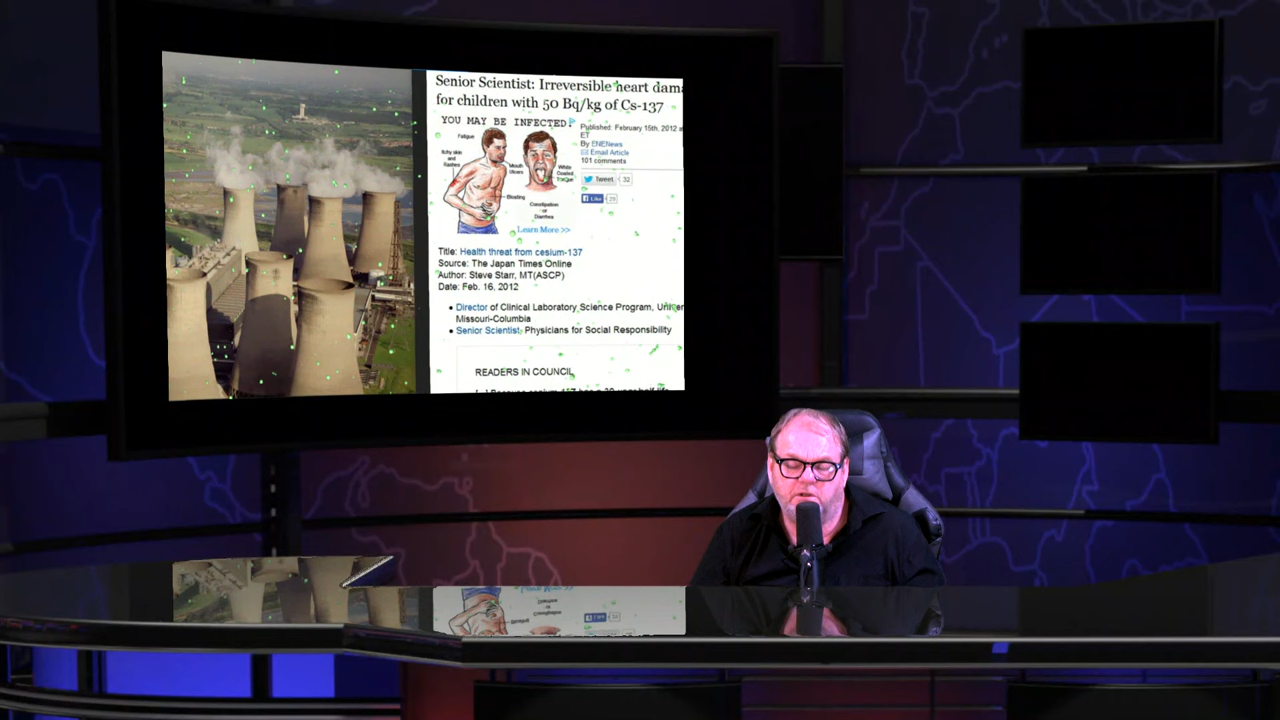 Senior Scientist: Irreversible heart dama
for children with 50 Bq/kg of Cs-137
YOU MAY BE INFECTED:
Fatigue
Itchy skin
and
Rashes
Mouth
Ulcers
White
Coated
Tongue
Bloating
Constipation
or
Diarrhea
Learn More >>
Published: February 15th, 2012 a
ET
By ENENews
Email Article
101 comments
Tweet 32
Like 29
Title: Health threat from cesium-137
Source: The Japan Times Online
Author: Steve Starr, MT(ASCP)
Date: Feb. 16, 2012
Director of Clinical Laboratory Science Program, Univer
Missouri-Columbia
Senior Scientist, Physicians for Social Responsibility
READERS IN COUNCIL